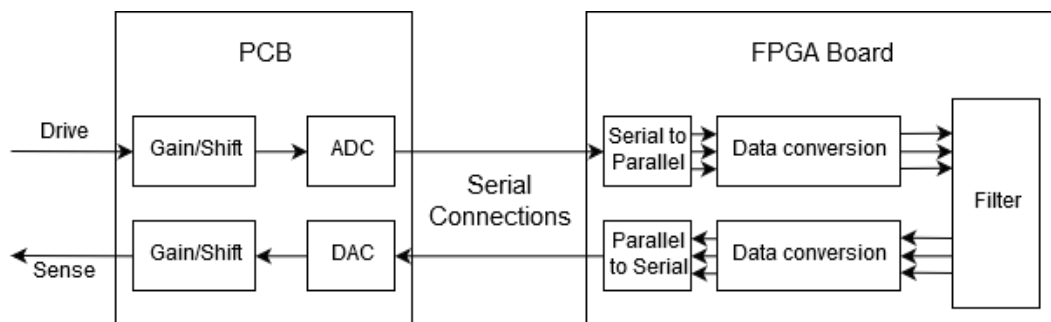 PCB
FPGA Board
Drive
Gain/Shift
ADC
Serial to
Parallel
Data conversion
Filter
Serial
Connections
Sense
Gain/Shift
DAC
Parallel
to Serial
Data conversion